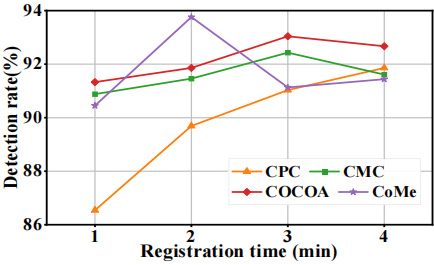 Detection rate(%)
94
92
90
88
86
CPC
CMC
COCOA
CoMe
1
2
3
4
Registration time (min)